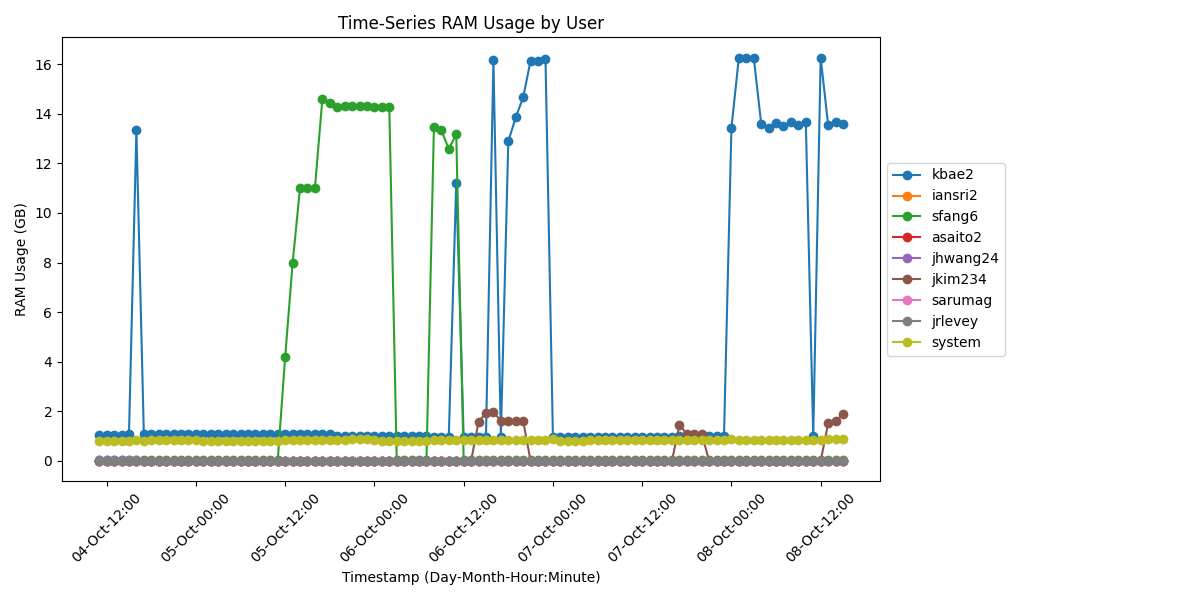 Time-Series RAM Usage by User
RAM Usage (GB)
16
14
12
10
8
6
4
2
0
04-Oct-12:00
05-Oct-00:00
05-Oct-12:00
06-Oct-00:00
06-Oct-12:00
07-Oct-00:00
07-Oct-12:00
08-Oct-00:00
08-Oct-12:00
Timestamp (Day-Month-Hour:Minute)
kbae2
iansri2
sfang6
asaito2
jhwang24
jkim234
sarumag
jrlevey
system